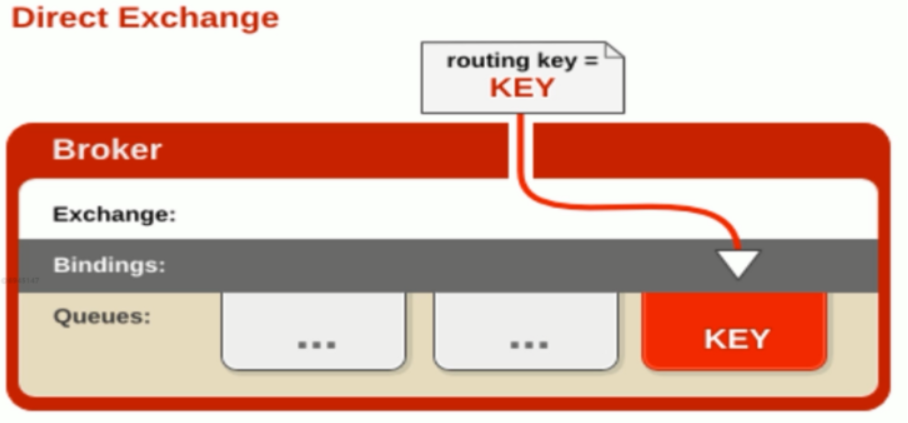 Direct Exchange
routing key =
KEY
Broker
Exchange:
Bindings:
Queues:
...
...
KEY